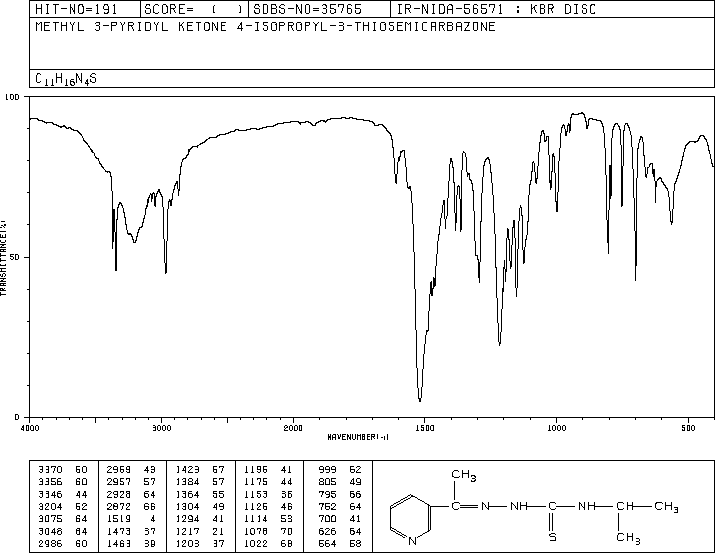 HIT-NO=191 SCORE= ( ) SDBS-NO=35765 IR-NIDA-56571 : KBR DISC
METHYL 3-PYRIDYL KETONE 4-ISOPROPYL-3-THIOSEMICARBAZONE
C11H16N4S
100
50
0
TRANSMITTANCE(%)
4000 3000 2000 1500 1000 500
WAVENUMBER(-1)
3370 60 2969 43 1423 57 1196 41 999 62
3356 60 2957 57 1384 57 1175 44 805 49
3346 44 2928 64 1364 55 1153 36 795 66
3204 52 2872 66 1304 49 1126 46 752 64
3075 64 1519 4 1294 41 1114 53 700 41
3048 64 1473 37 1217 21 1078 70 626 64
2986 60 1463 39 1203 37 1022 68 564 58
CH3
N
NH
C
NH
CH
CH3
S
CH3
N